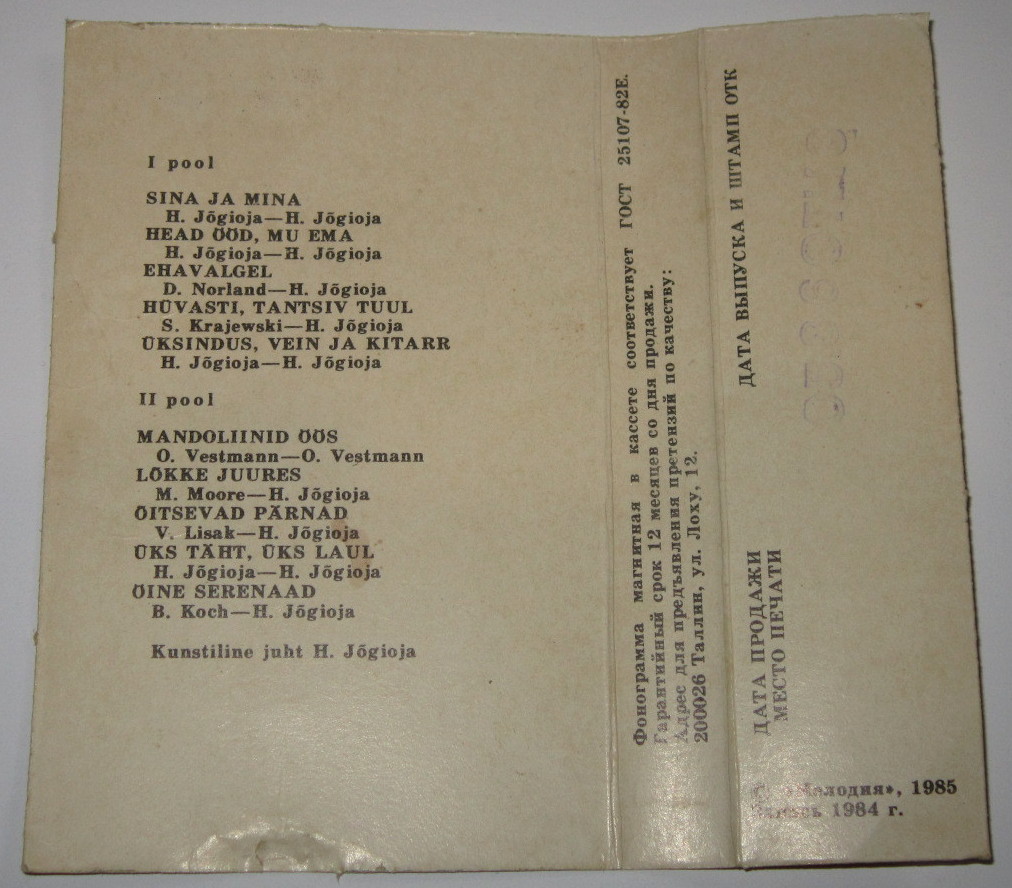 I pool
SINA JA MINA
H. Jõgioja—H. Jõgioja
HEAD ÖÖD, MU EMA
H. Jõgioja—H. Jõgioja
EHAVALGEL
D. Norland—H. Jõgioja
HÜVASTI, TANTSIV TUUL
S. Krajewski—H. Jõgioja
ÜKSINDUS, VEIN JA KITARR
H. Jõgioja—H. Jõgioja
II pool
MANDOLIINID ÖÖS
O. Vestmann—O. Vestmann
LÕKKE JUURES
M. Moore—H. Jõgioja
ÕITSEVAD PÄRNAD
V. Lisak—H. Jõgioja
ÜKS TÄHT, ÜKS LAUL
H. Jõgioja—H. Jõgioja
ÖINE SERENAAD
B. Koch—H. Jõgioja
Kunstiline juht H. Jõgioja
Фонограмма магнитная в кассете соответствует ГОСТ 25107-82Е.
Гарантийный срок 12 месяцев со дня продажи.
Адрес для предъявления претензий по качеству:
200026 Таллин, ул. Лоху, 12.
ДАТА ВЫПУСКА И ШТАМП ОТК
ДАТА ПРОДАЖИ
МЕСТО ПЕЧАТИ
«Мелодия», 1985
Запись 1984 г.